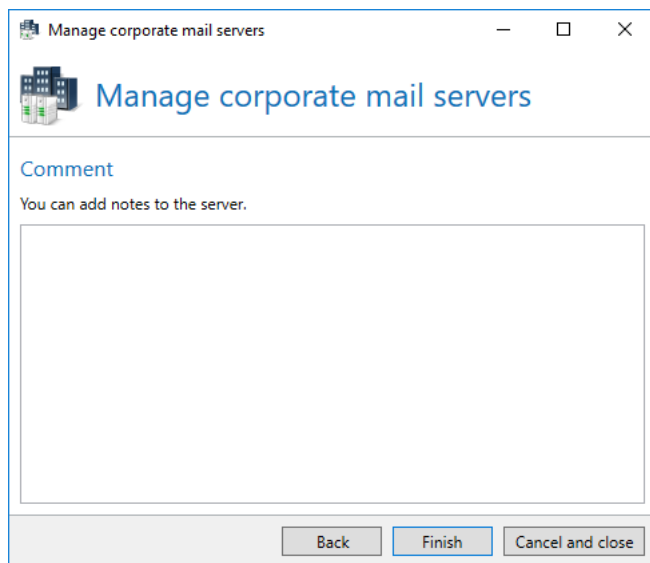 Manage corporate mail servers
Manage corporate mail servers
Comment
You can add notes to the server.
Back Finish Cancel and close